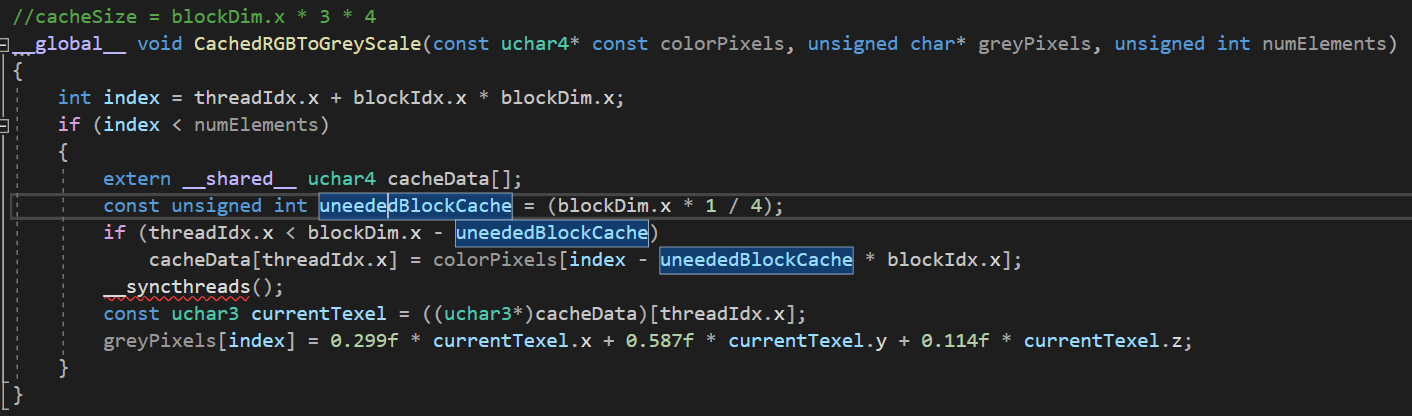 //cacheSize = blockDim.x * 3 * 4
__global__ void CachedRGBToGreyScale(const uchar4* const colorPixels, unsigned char* greyPixels, unsigned int numElements)
{
    int index = threadIdx.x + blockIdx.x * blockDim.x;
    if (index < numElements)
    {
        extern __shared__ uchar4 cacheData[];
        const unsigned int uneededBlockCache = (blockDim.x * 1 / 4);
        if (threadIdx.x < blockDim.x - uneededBlockCache)
            cacheData[threadIdx.x] = colorPixels[index - uneededBlockCache * blockIdx.x];
        __syncthreads();
        const uchar3 currentTexel = ((uchar3*)cacheData)[threadIdx.x];
        greyPixels[index] = 0.299f * currentTexel.x + 0.587f * currentTexel.y + 0.114f * currentTexel.z;
    }
}